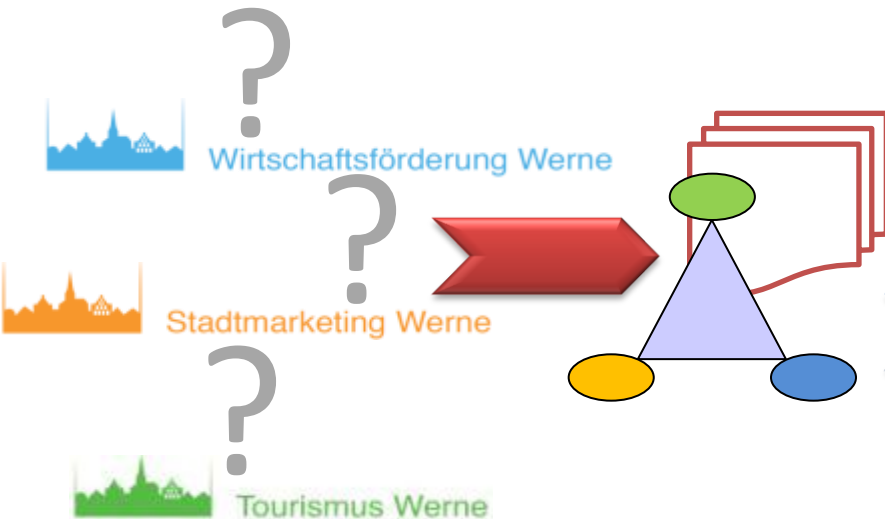 ?
Wirtschaftsförderung Werne
?
Stadtmarketing Werne
?
Tourismus Werne